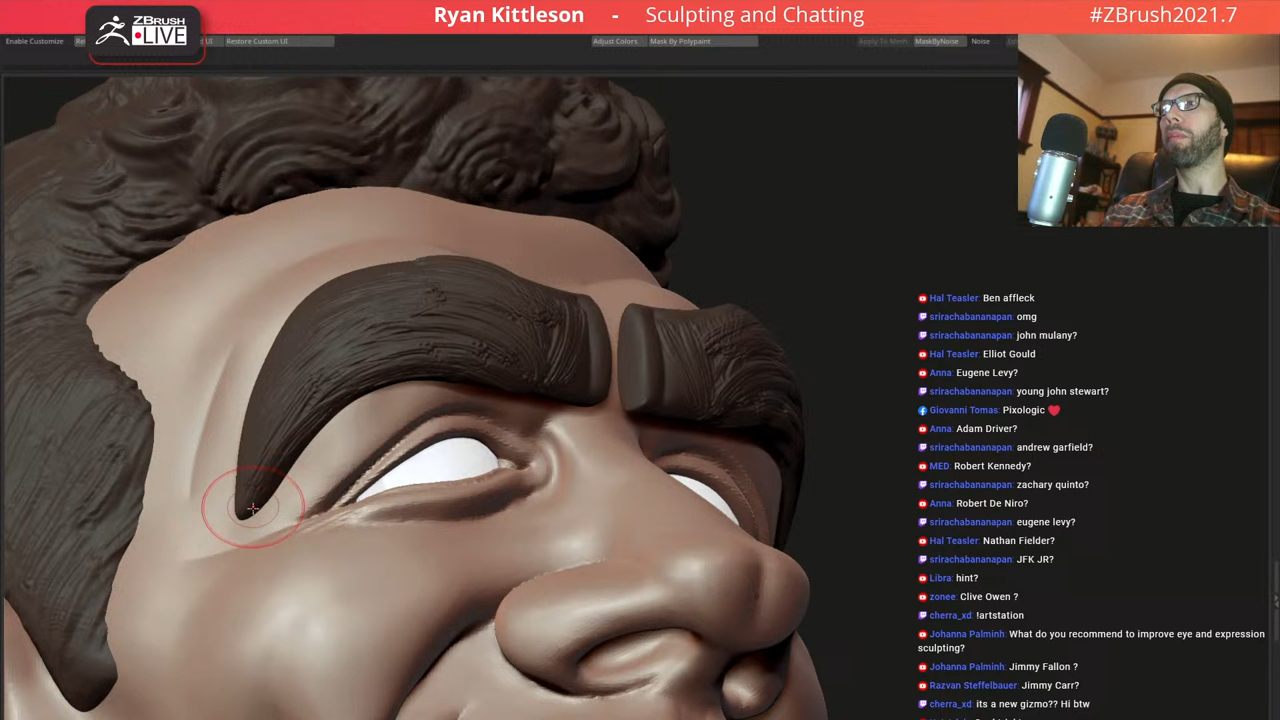 Ryan Kittleson - Sculpting and Chatting #ZBrush2021.7
ZBRUSH
LIVE
Enable Customize Restore Custom UI Adjust Colors Mask By Polypaint Apply To Mesh MaskByNoise Noise
Hal Teasler: Ben affleck
srirachabananapan: omg
srirachabananapan: john mulany?
Hal Teasler: Elliot Gould
Anna: Eugene Levy?
srirachabananapan: young john stewart?
Giovanni Tomas: Pixologic ❤️
Anna: Adam Driver?
srirachabananapan: andrew garfield?
MED: Robert Kennedy?
srirachabananapan: zachary quinto?
Anna: Robert De Niro?
srirachabananapan: eugene levy?
Hal Teasler: Nathan Fielder?
srirachabananapan: JFK JR?
Libra: hint?
zonee: Clive Owen ?
cherra_xd: !artstation
Johanna Palminh: What do you recommend to improve eye and expression
sculpting?
Johanna Palminh: Jimmy Fallon ?
Razvan Steffelbauer: Jimmy Carr?
cherra_xd: its a new gizmo?? Hi btw